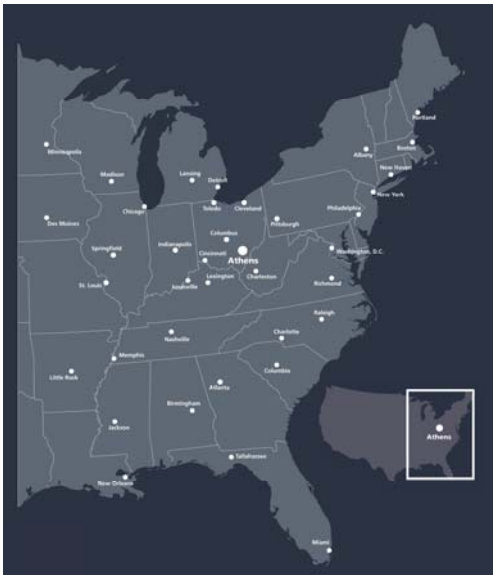 Portland
Minneapolis
Albany
Boston
New Haven
Madison
Lansing
Detroit
New York
Chicago
Toledo
Cleveland
Philadelphia
Des Moines
Pittsburgh
Columbus
Springfield
Indianapolis
Washington, D.C.
Cincinnati
Athens
Charleston
St. Louis
Louisville
Lexington
Richmond
Raleigh
Nashville
Charlotte
Memphis
Columbia
Little Rock
Atlanta
Birmingham
Jackson
Athens
Tallahassee
New Orleans
Miami